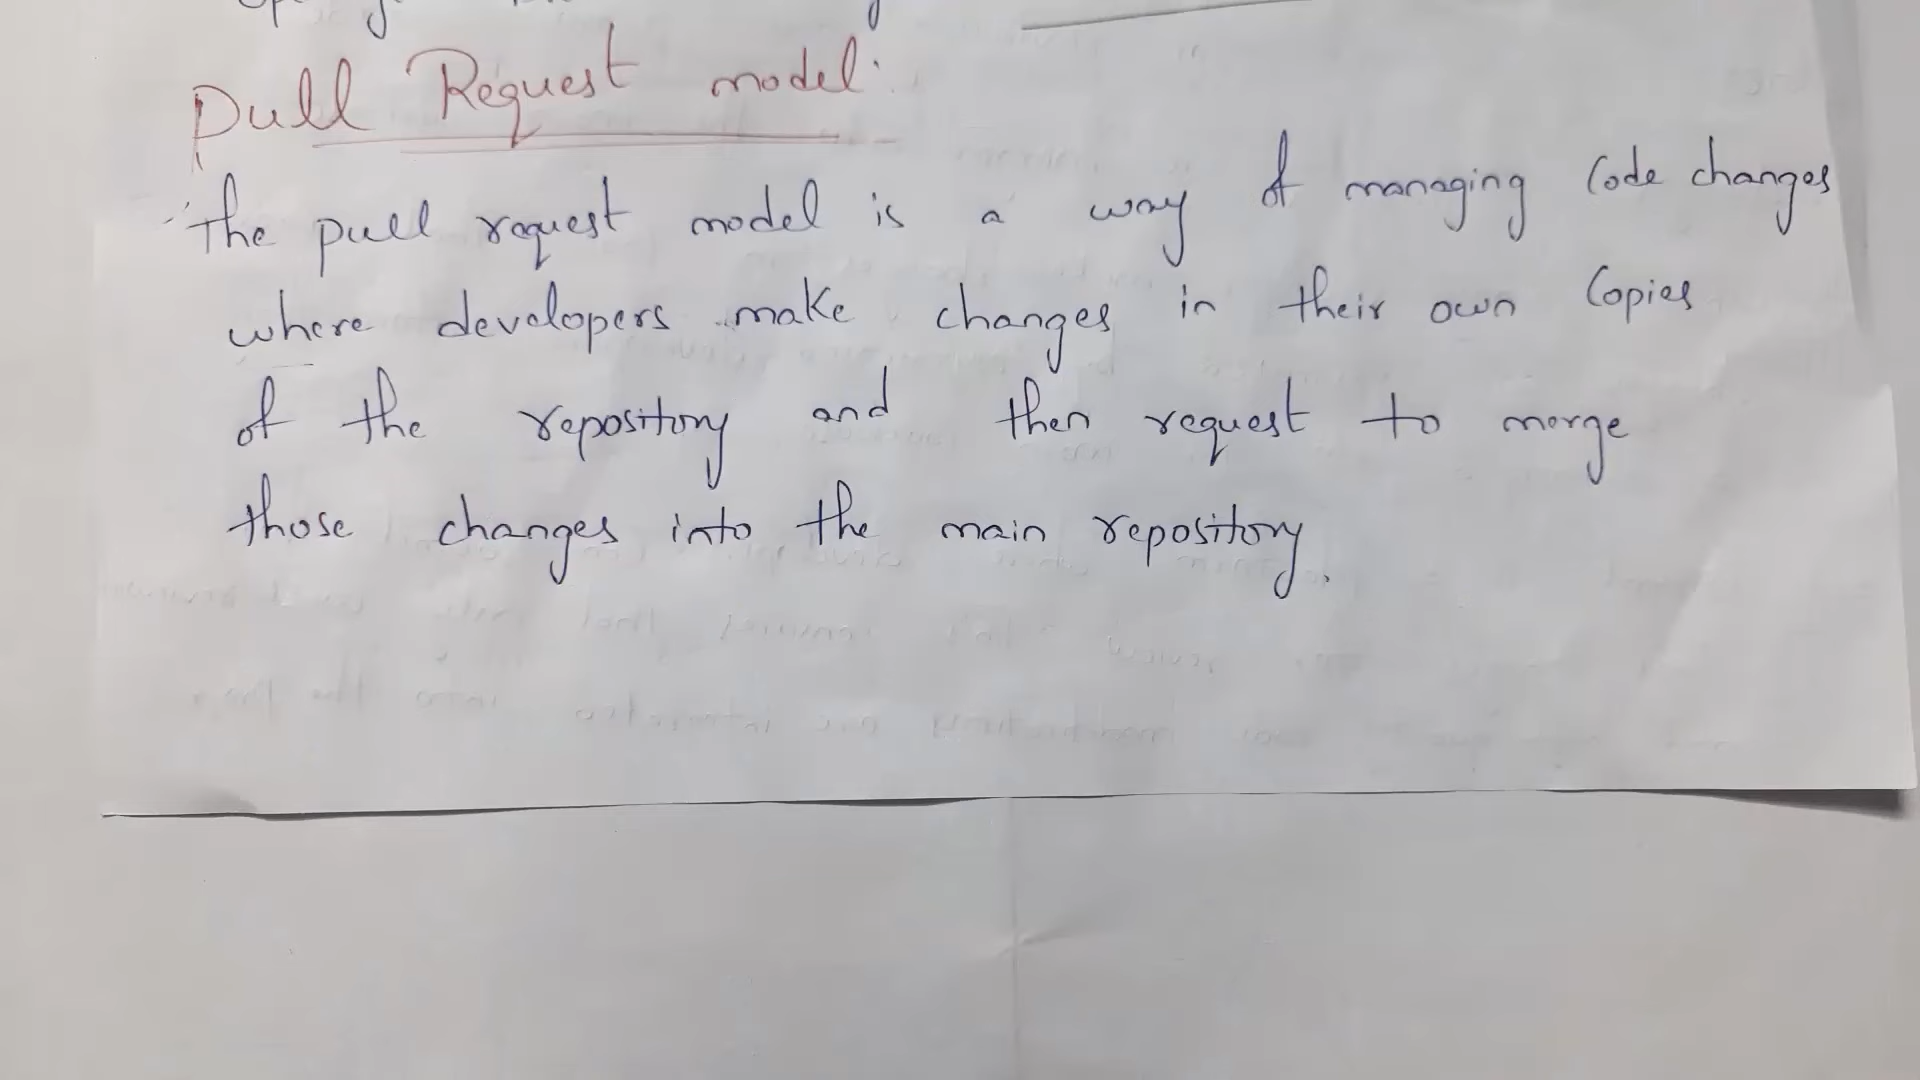 Pull Request model:
The pull request model is a way of managing Code changes
where developers make changes in their own Copies
of the repository and then request to merge
those changes into the main repository.